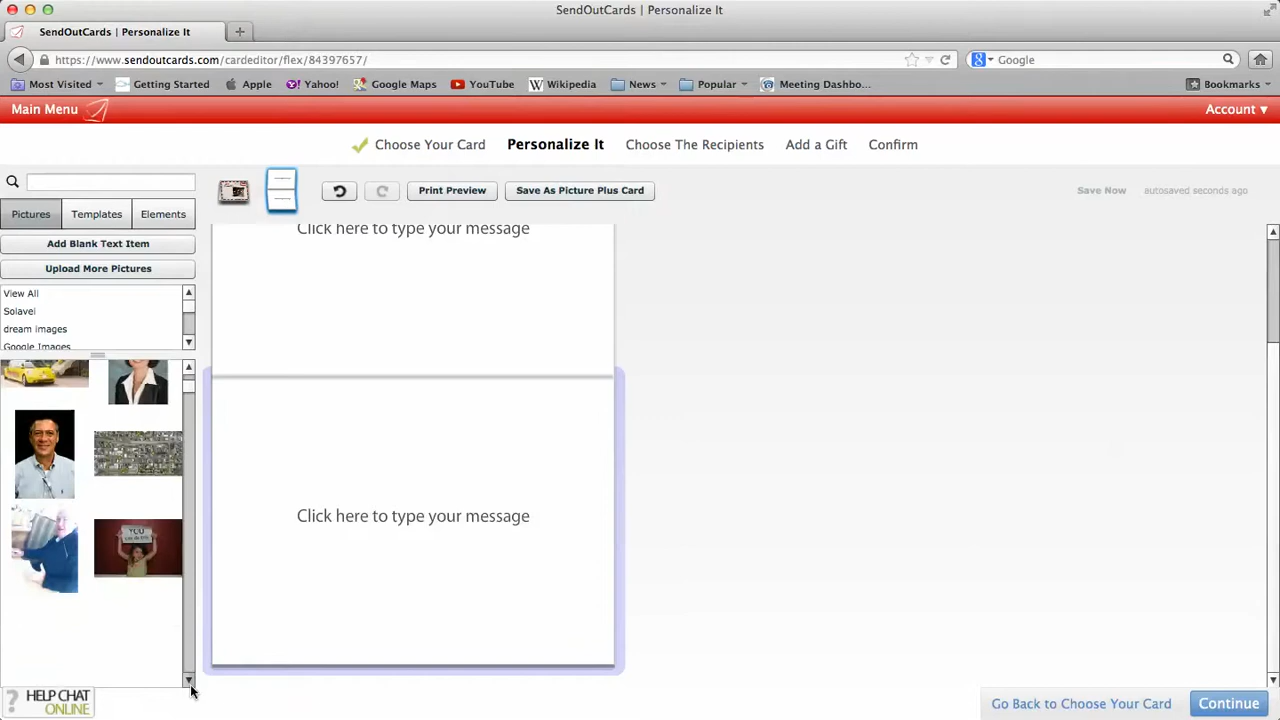 SendOutCards | Personalize It
SendOutCards | Personalize It
https://www.sendoutcards.com/cardeditor/flex/84397657/
Google
Most Visited
Getting Started
Apple
Yahoo!
Google Maps
YouTube
Wikipedia
News
Popular
Meeting Dashbo...
Bookmarks
Main Menu
Account
Choose Your Card
Personalize It
Choose The Recipients
Add a Gift
Confirm
Print Preview
Save As Picture Plus Card
Save Now
autosaved seconds ago
Pictures
Templates
Elements
Add Blank Text Item
Upload More Pictures
View All
Solavei
dream images
Google Images
Click here to type your message
Click here to type your message
YOU
? HELP CHAT
ONLINE
Go Back to Choose Your Card
Continue